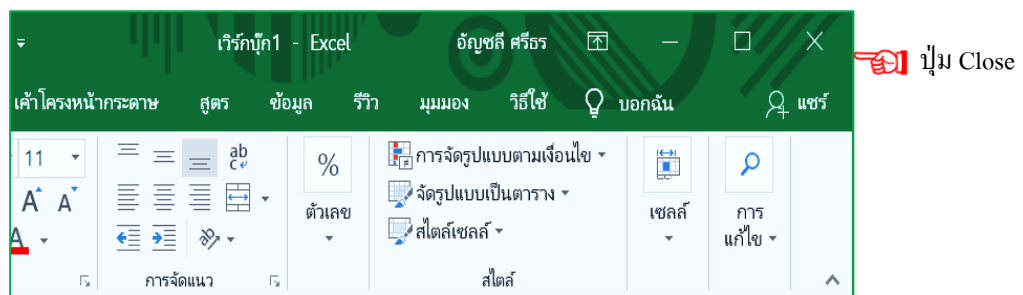 เวิร์กบุ๊ก1 - Excel อัญชลี ศรีธร
ปุ่ม Close
เค้าโครงหน้ากระดาษ สูตร ข้อมูล รีวิว มุมมอง วิธีใช้ บอกฉัน แชร์
11 ab c % การจัดรูปแบบตามเงื่อนไข
A A ตัวเลข จัดรูปแบบเป็นตาราง เซลล์ การแก้ไข
A สไตล์เซลล์
การจัดแนว สไตล์